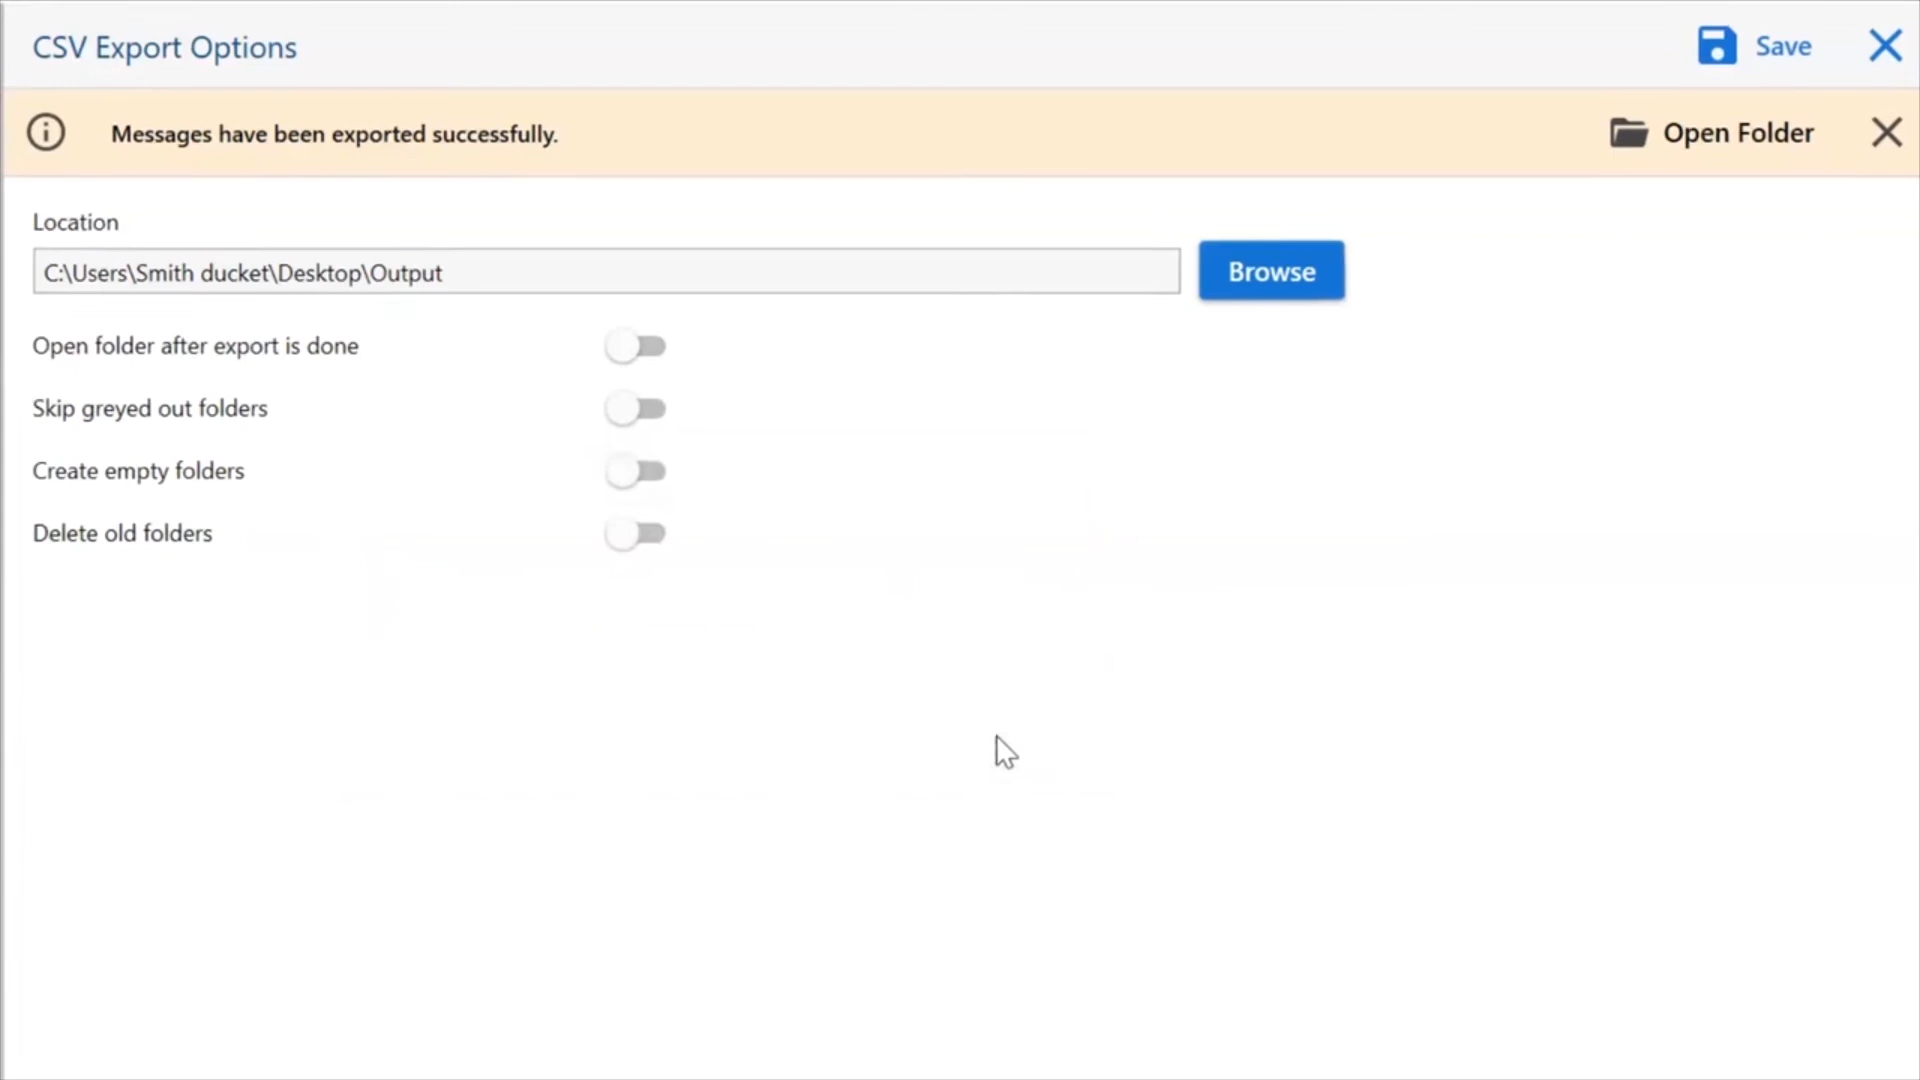 CSV Export Options
Save
Messages have been exported successfully.
Open Folder
Location
C:\Users\Smith ducket\Desktop\Output
Browse
Open folder after export is done
Skip greyed out folders
Create empty folders
Delete old folders